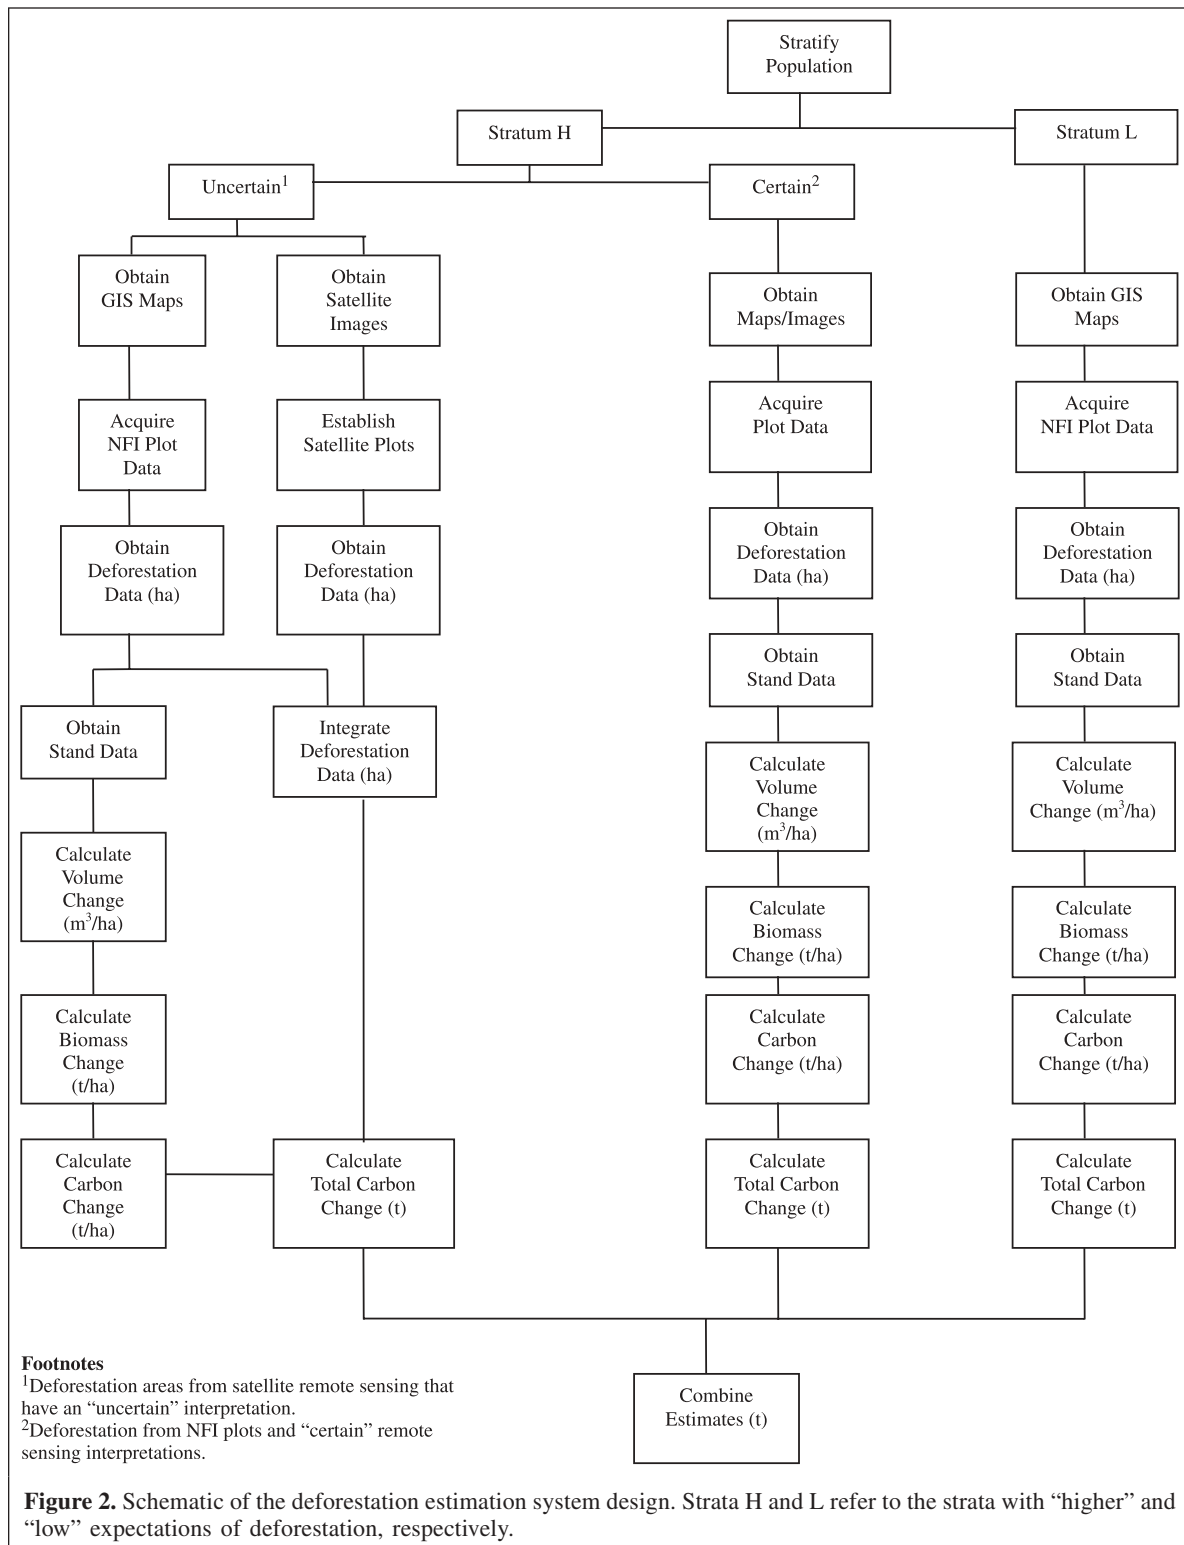 Stratify
Population
Stratum H
Stratum L
Uncertain¹
Certain²
Obtain
GIS Maps
Obtain
Satellite
Images
Obtain
Maps/Images
Obtain GIS
Maps
Acquire
NFI Plot
Data
Establish
Satellite Plots
Acquire
Plot Data
Acquire
NFI Plot Data
Obtain
Deforestation
Data (ha)
Obtain
Deforestation
Data (ha)
Obtain
Deforestation
Data (ha)
Obtain
Deforestation
Data (ha)
Obtain
Stand Data
Obtain
Stand Data
Obtain
Stand Data
Integrate
Deforestation
Data (ha)
Calculate
Volume
Change
(m³/ha)
Calculate
Volume
Change (m³/ha)
Calculate
Volume
Change
(m³/ha)
Calculate
Biomass
Change (t/ha)
Calculate
Biomass
Change (t/ha)
Calculate
Biomass
Change
(t/ha)
Calculate
Carbon
Change (t/ha)
Calculate
Carbon
Change (t/ha)
Calculate
Carbon
Change
(t/ha)
Calculate
Total Carbon
Change (t)
Calculate
Total Carbon
Change (t)
Calculate
Total Carbon
Change (t)
Combine
Estimates (t)
Footnotes
¹Deforestation areas from satellite remote sensing that
have an “uncertain” interpretation.
²Deforestation from NFI plots and “certain” remote
sensing interpretations.
Figure 2. Schematic of the deforestation estimation system design. Strata H and L refer to the strata with “higher” and
“low” expectations of deforestation, respectively.